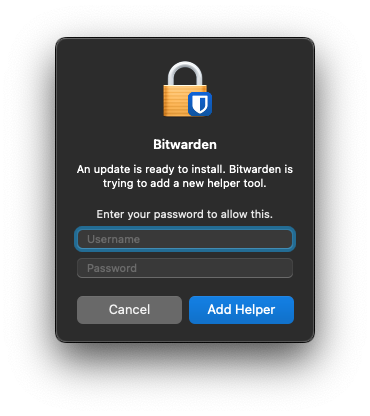 Bitwarden
An update is ready to install. Bitwarden is
trying to add a new helper tool.
Enter your password to allow this.
Username
Password
Cancel
Add Helper